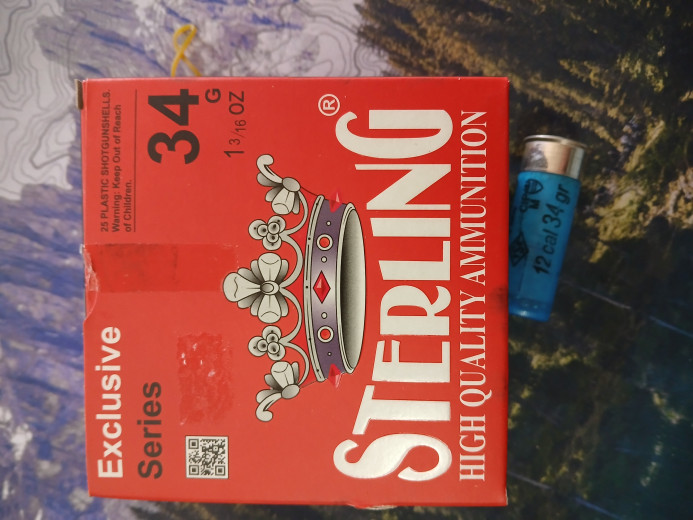 25 PLASTIC SHOTGUNSHELLS.
Warning: Keep Out of Reach
of Children.
34
G
1 3/16 OZ
Exclusive
Series
STERLING®
HIGH QUALITY AMMUNITION
12 cal 34 gr